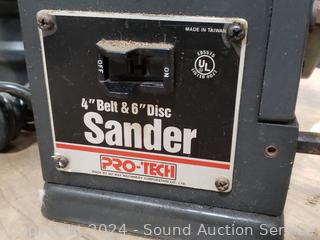 MADE IN TAIWAN
OFF
ON
UL
4" Belt & 6" Disc
Sander
PRO-TECH
Copyright 2024 - Sound Auction Service